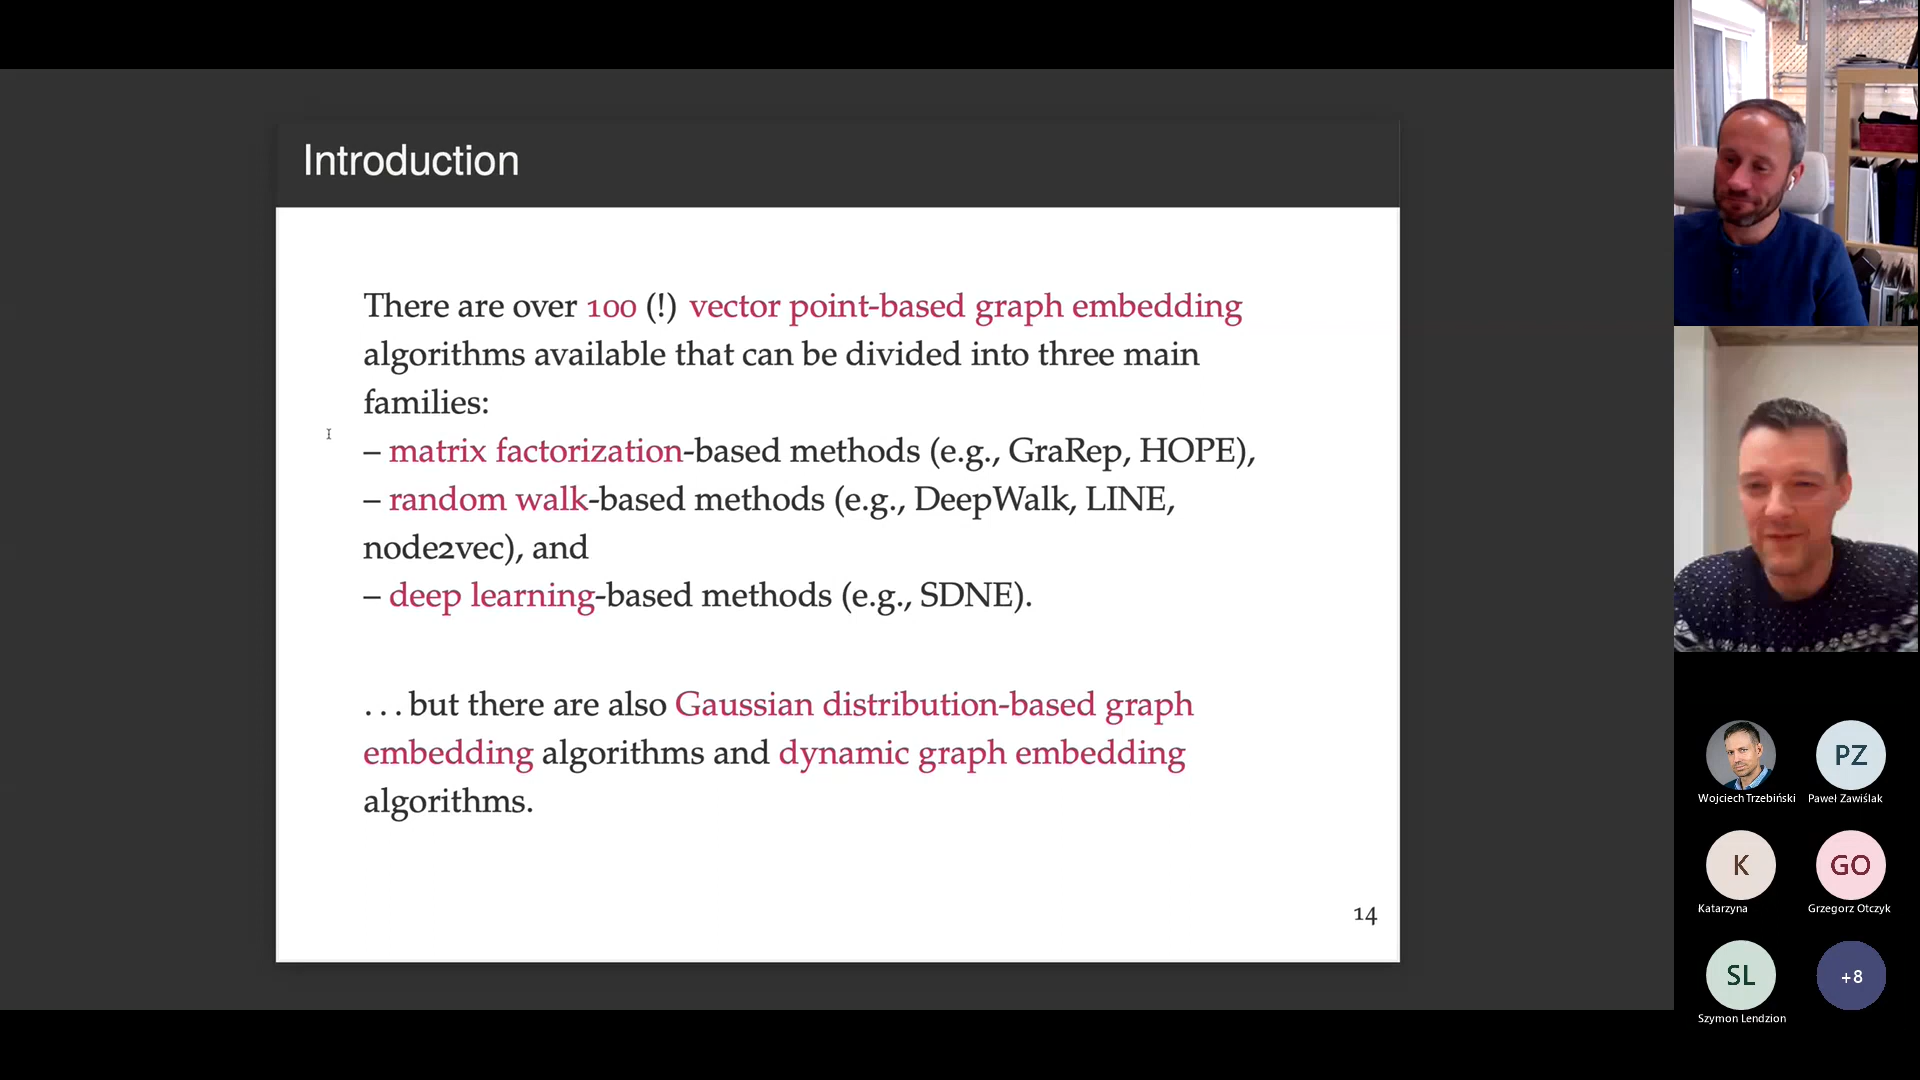 Introduction
There are over 100 (!) vector point-based graph embedding
algorithms available that can be divided into three main
families:
– matrix factorization-based methods (e.g., GraRep, HOPE),
– random walk-based methods (e.g., DeepWalk, LINE,
node2vec), and
– deep learning-based methods (e.g., SDNE).
...but there are also Gaussian distribution-based graph
embedding algorithms and dynamic graph embedding
algorithms.
14
Wojciech Trzebiński
PZ
Paweł Zawiślak
K
Katarzyna
GO
Grzegorz Otczyk
SL
Szymon Lendzion
+8